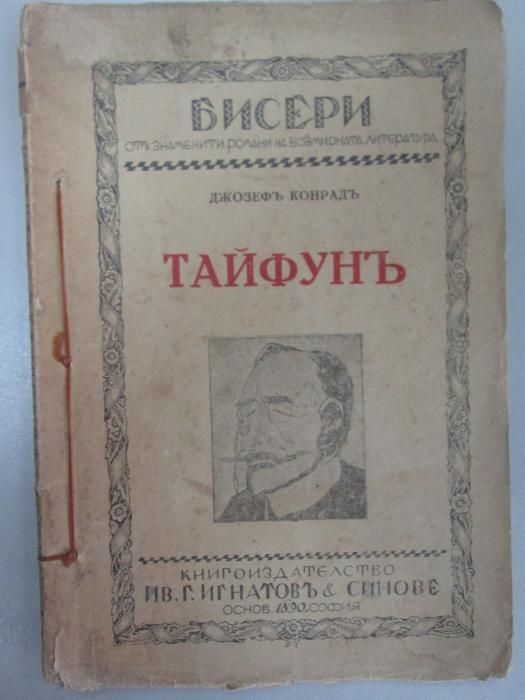 БИСЕРИ
ОТЪ ЗНАМЕНИТИ РОМАНИ НА ВСЕМИРНАТА ЛИТЕРАТУРА
ДЖОЗЕФЪ КОНРАДЪ
ТАЙФУНЪ
КНИГОИЗДАТЕЛСТВО
ИВ. Г. ИГНАТОВЪ & СИНОВЕ
ОСНОВ. 1890, СОФИЯ